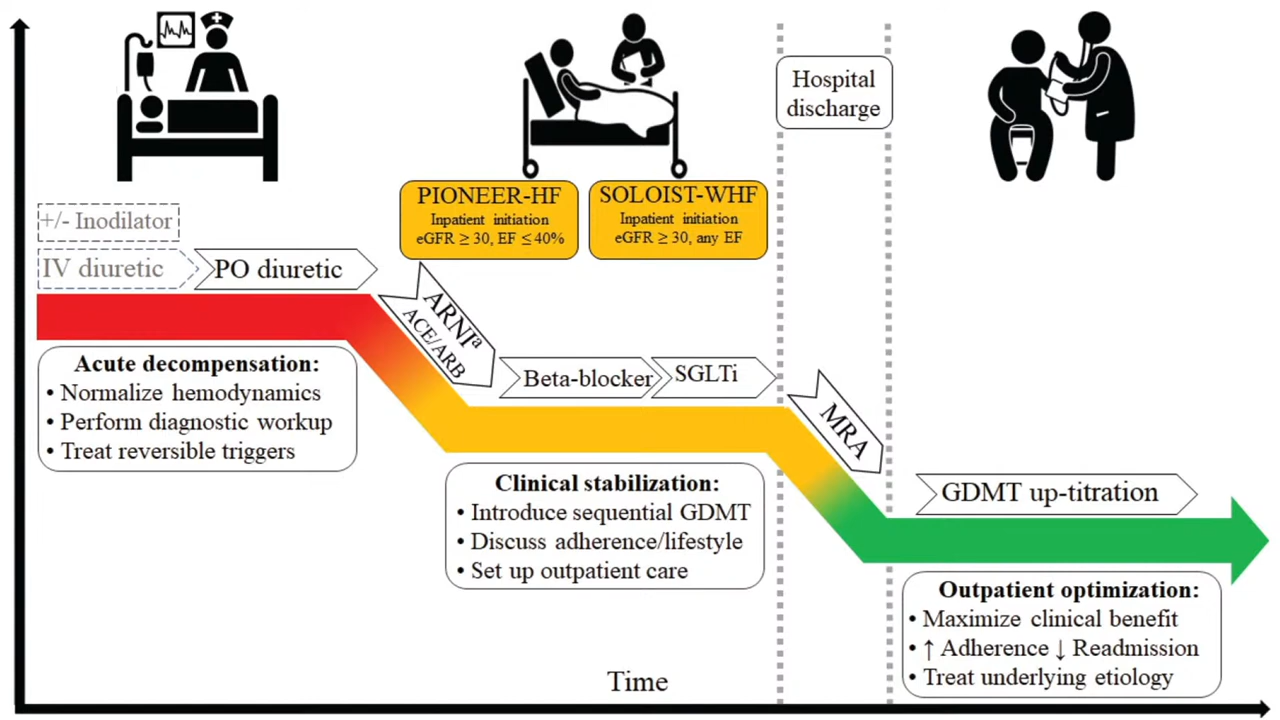 Hospital
discharge
PIONEER-HF
Inpatient initiation
eGFR ≥ 30, EF ≤ 40%
SOLOIST-WHF
Inpatient initiation
eGFR ≥ 30, any EF
+/- Inodilator
IV diuretic
PO diuretic
ARNIᵃ
ACE/ARB
Beta-blocker
SGLTi
MRA
GDMT up-titration
Acute decompensation:
• Normalize hemodynamics
• Perform diagnostic workup
• Treat reversible triggers
Clinical stabilization:
• Introduce sequential GDMT
• Discuss adherence/lifestyle
• Set up outpatient care
Outpatient optimization:
• Maximize clinical benefit
• ↑ Adherence ↓ Readmission
• Treat underlying etiology
Time